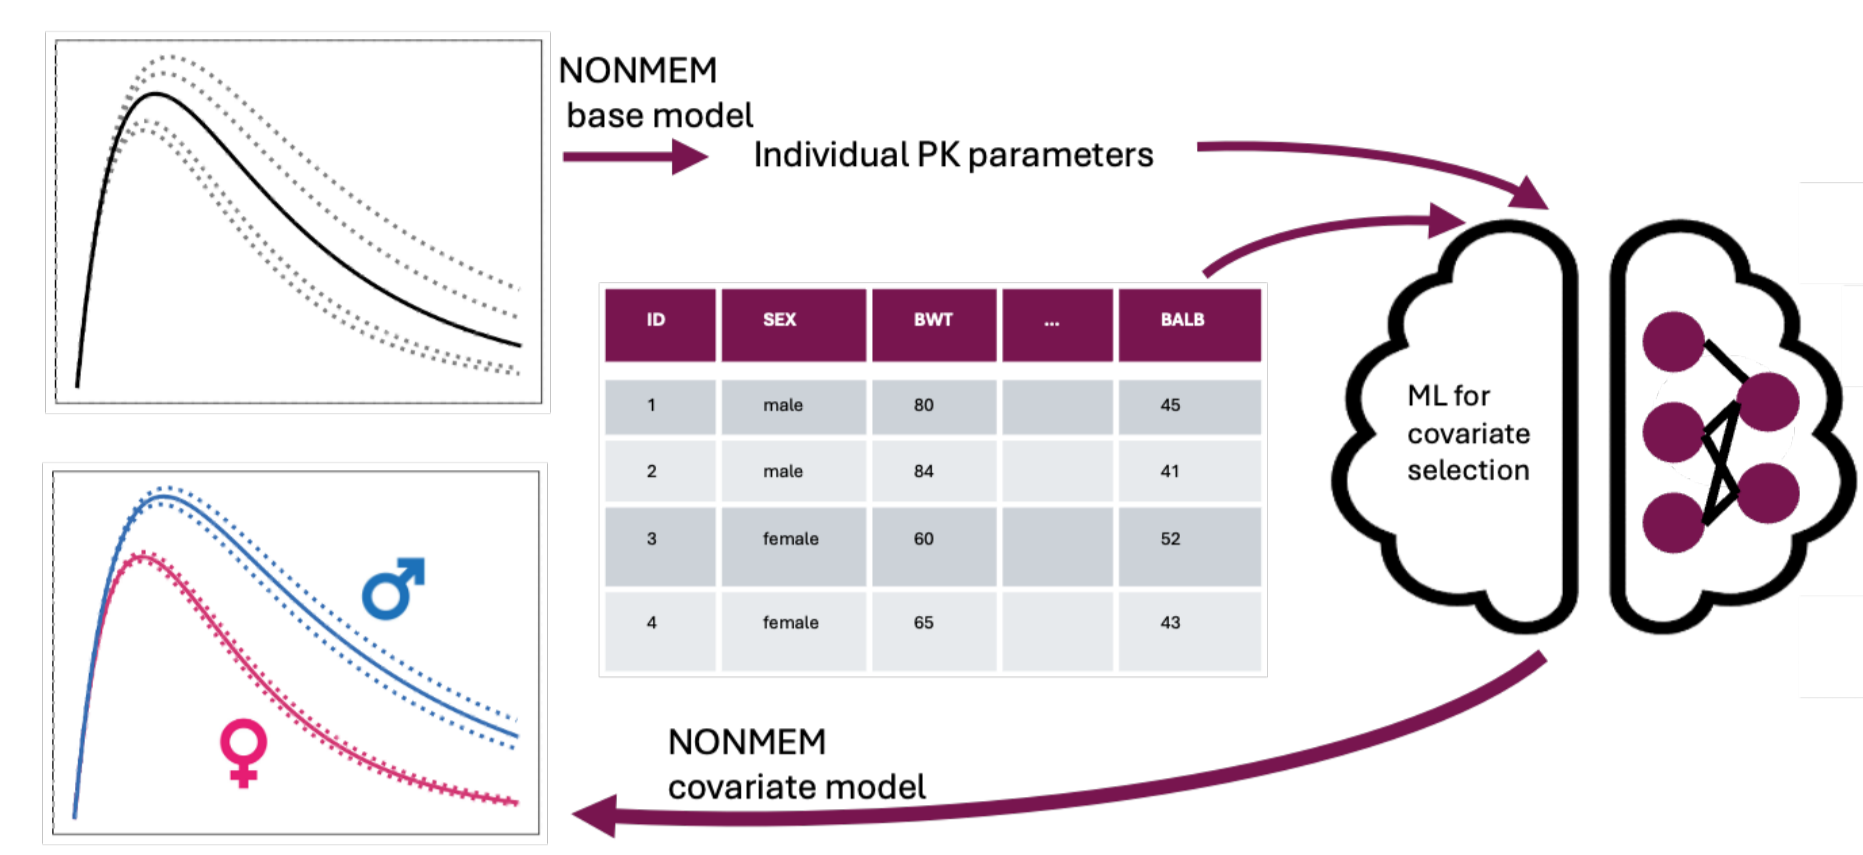 NONMEM
base model
Individual PK parameters
ID SEX BWT ... BALB
1 male 80 45
2 male 84 41
3 female 60 52
4 female 65 43
ML for
covariate
selection
NONMEM
covariate model